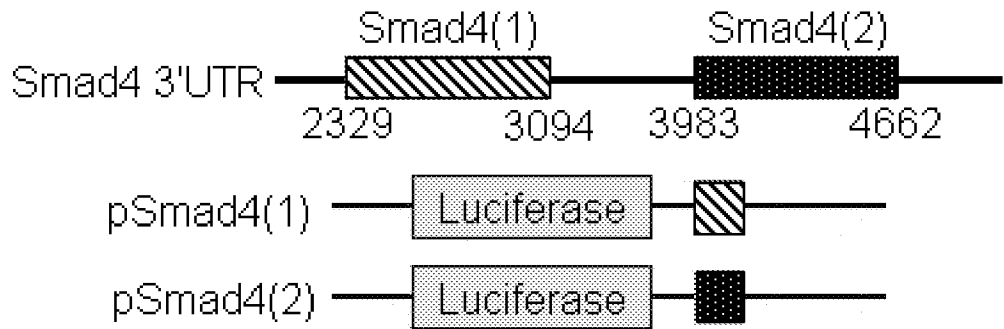 Smad4(1) Smad4(2)
Smad4 3'UTR
2329 3094 3983 4662
pSmad4(1) Luciferase
pSmad4(2) Luciferase